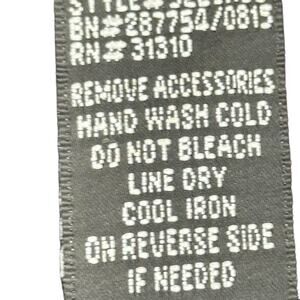 BN# 287754/0815
RN# 31310
REMOVE ACCESSORIES
HAND WASH COLD
DO NOT BLEACH
LINE DRY
COOL IRON
ON REVERSE SIDE
IF NEEDED